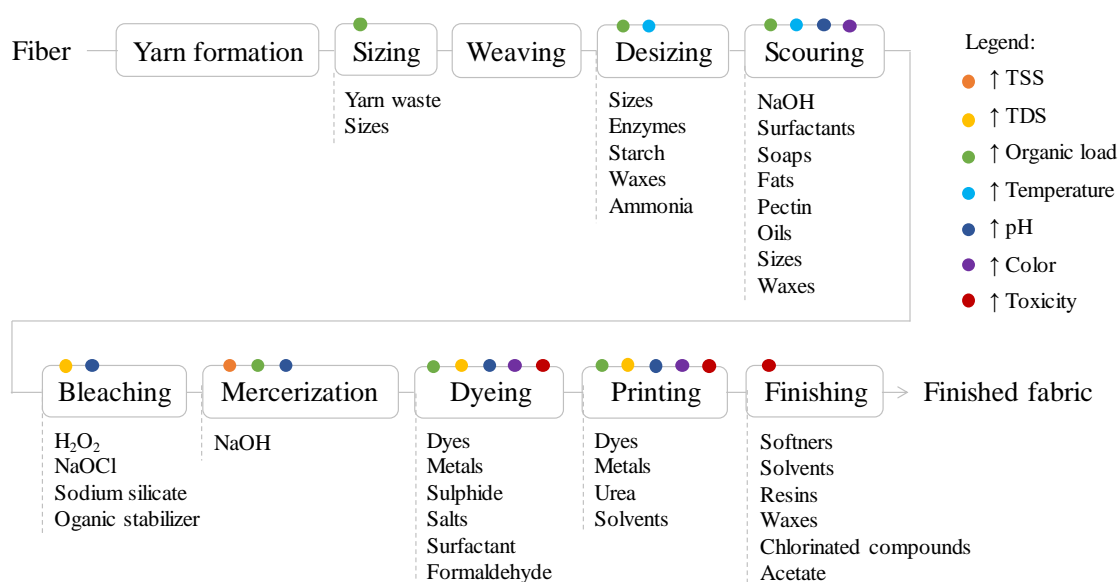 Fiber
Yarn formation
Sizing
Weaving
Desizing
Scouring
Yarn waste
Sizes
Sizes
Enzymes
Starch
Waxes
Ammonia
NaOH
Surfactants
Soaps
Fats
Pectin
Oils
Sizes
Waxes
Legend:
↑ TSS
↑ TDS
↑ Organic load
↑ Temperature
↑ pH
↑ Color
↑ Toxicity
Bleaching
Mercerization
Dyeing
Printing
Finishing
Finished fabric
H₂O₂
NaOCl
Sodium silicate
Oganic stabilizer
NaOH
Dyes
Metals
Sulphide
Salts
Surfactant
Formaldehyde
Dyes
Metals
Urea
Solvents
Softners
Solvents
Resins
Waxes
Chlorinated compounds
Acetate